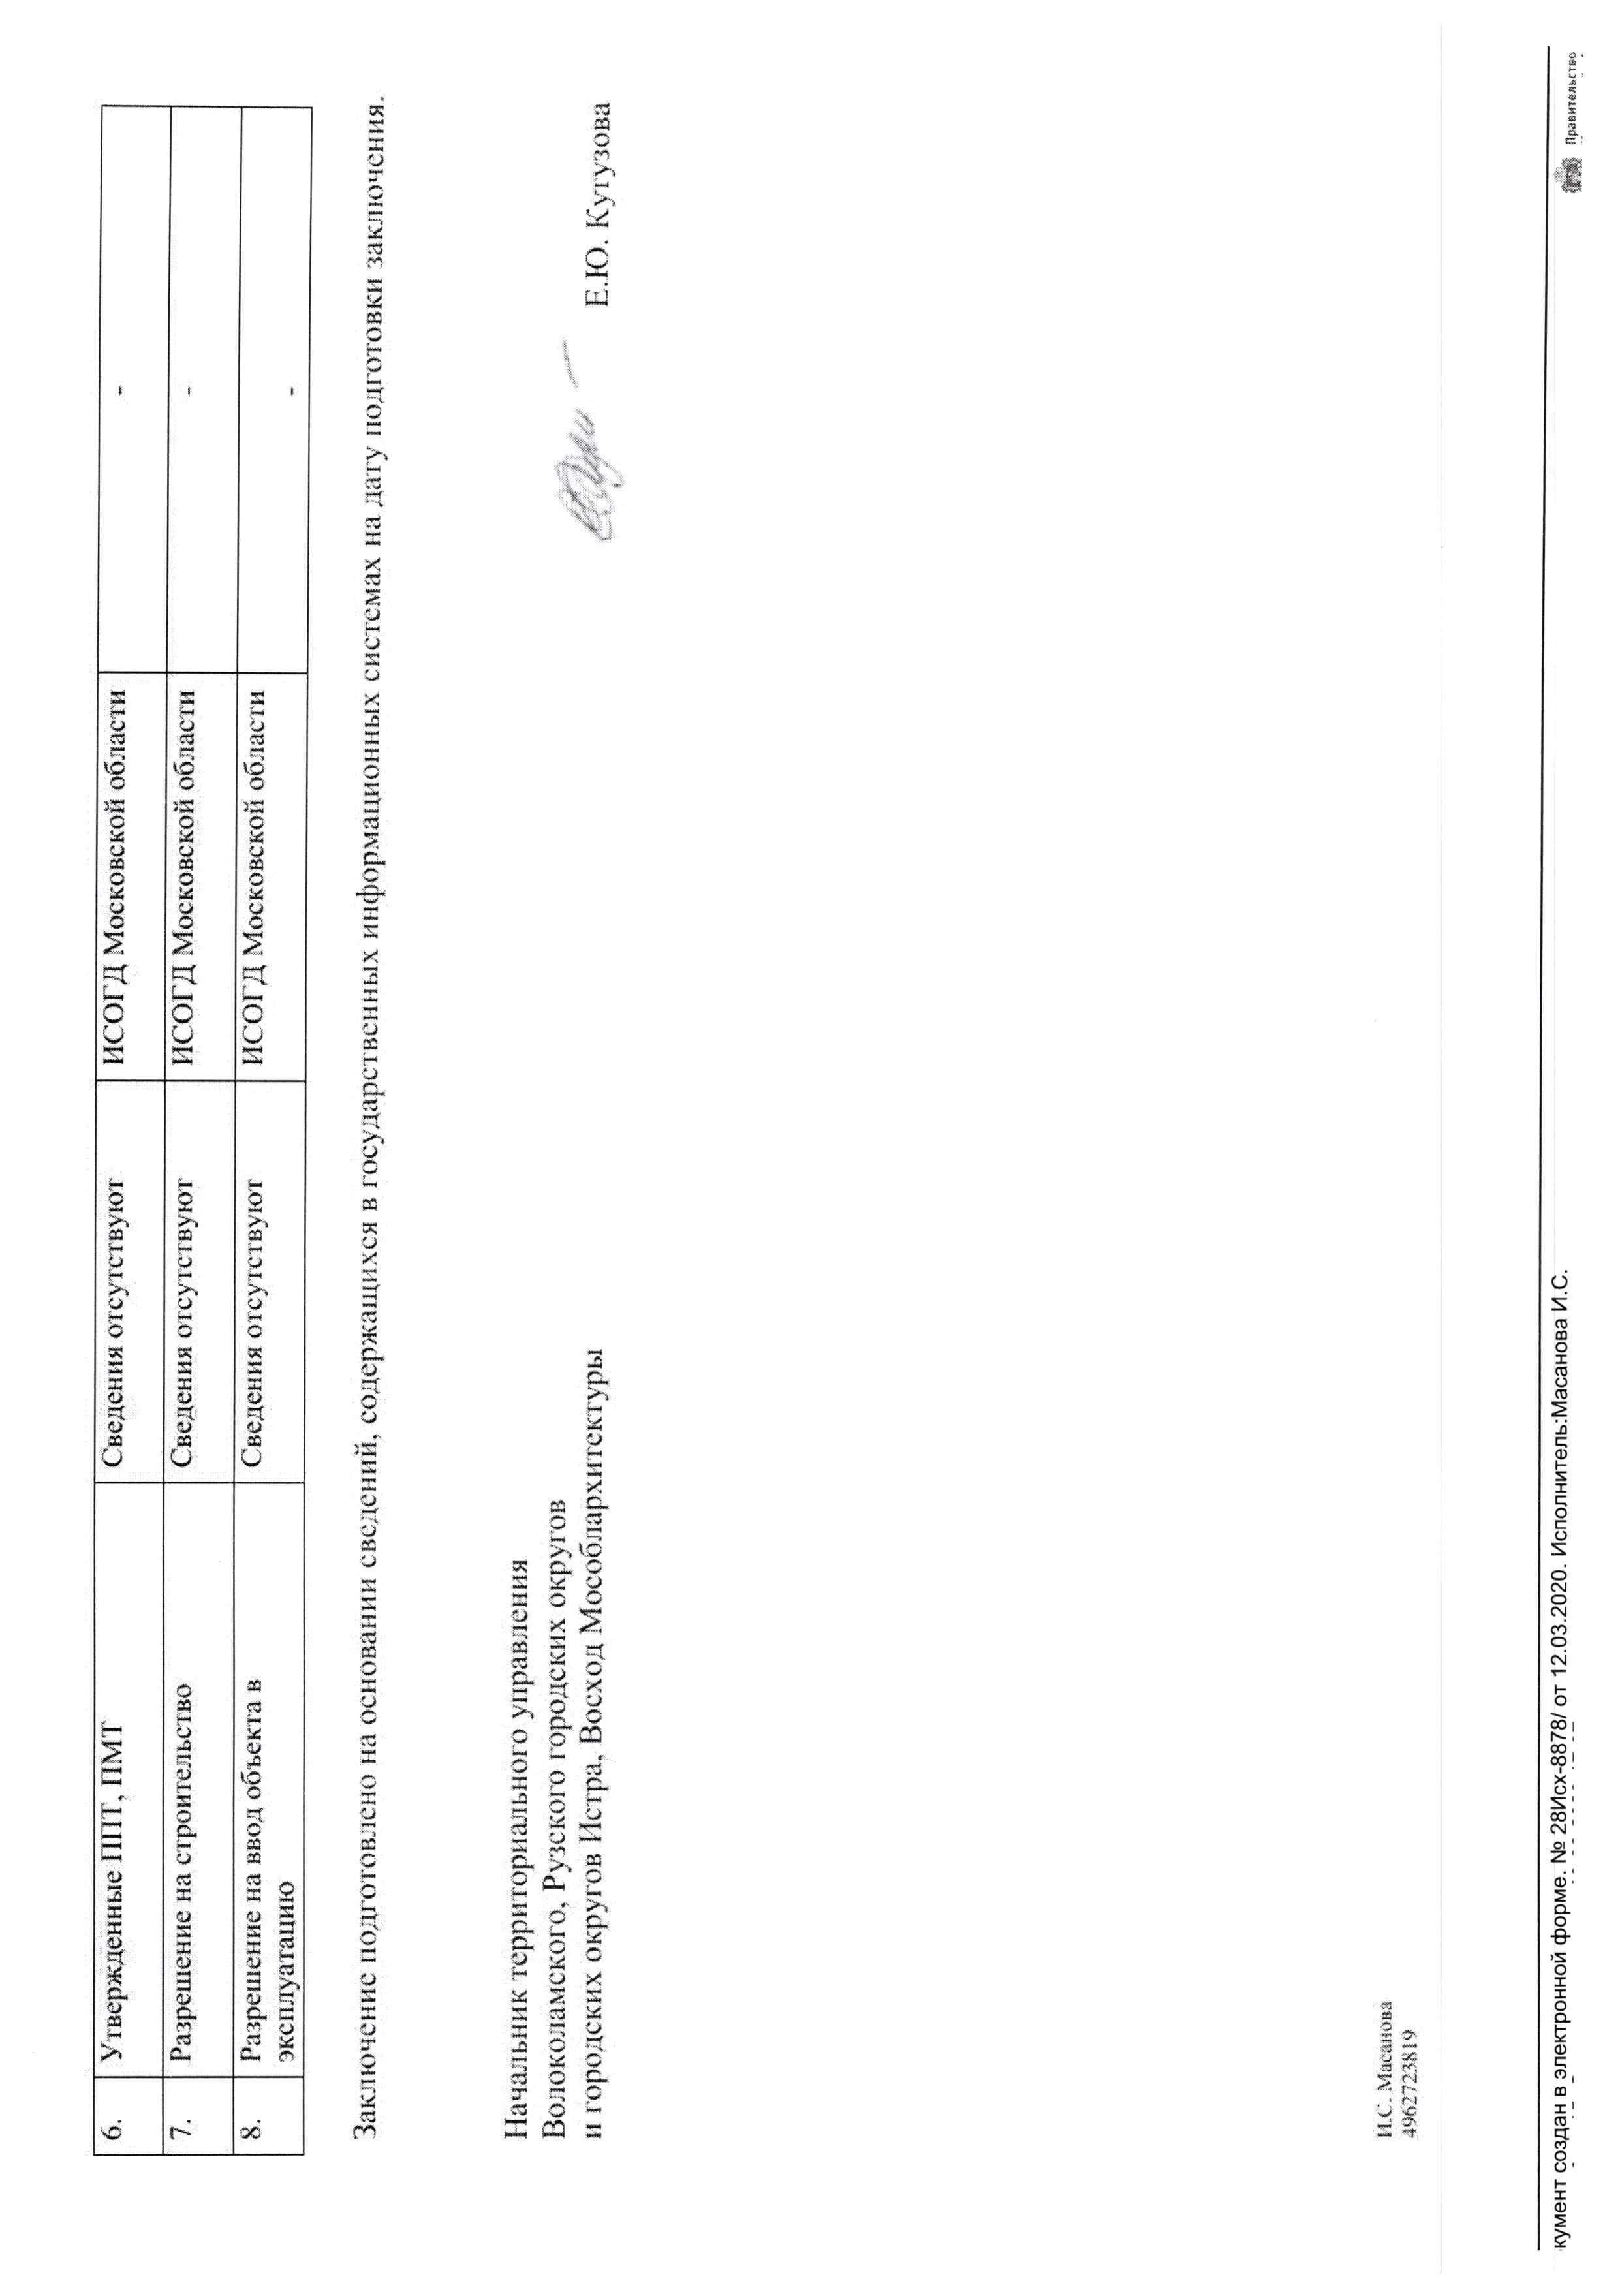 6. Утвержденные ППТ, ПМТ Сведения отсутствуют ИСОГД Московской области -
7. Разрешение на строительство Сведения отсутствуют ИСОГД Московской области -
8. Разрешение на ввод объекта в Сведения отсутствуют ИСОГД Московской области
эксплуатацию -
Заключение подготовлено на основании сведений, содержащихся в государственных информационных системах на дату подготовки заключения.
Начальник территориального управления
Волоколамского, Рузского городских округов
и городских округов Истра, Восход Мособлархитектуры Е.Ю. Кутузова
И.С. Масанова
4962723819
кумент создан в электронной форме. № 28Исх-8878/ от 12.03.2020. Исполнитель:Масанова И.С.
Правительство